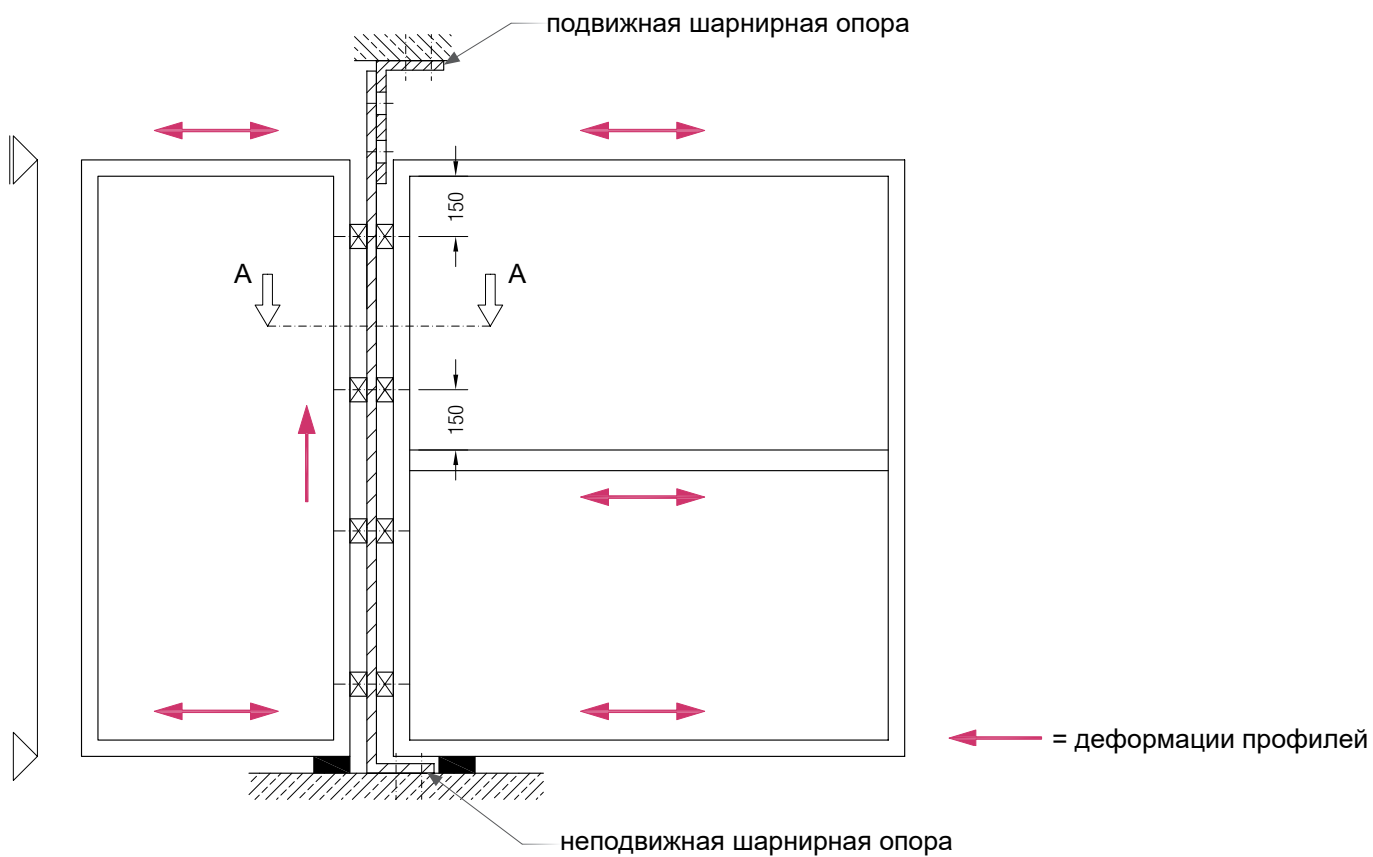 подвижная шарнирная опора
150
A A
150
= деформации профилей
неподвижная шарнирная опора